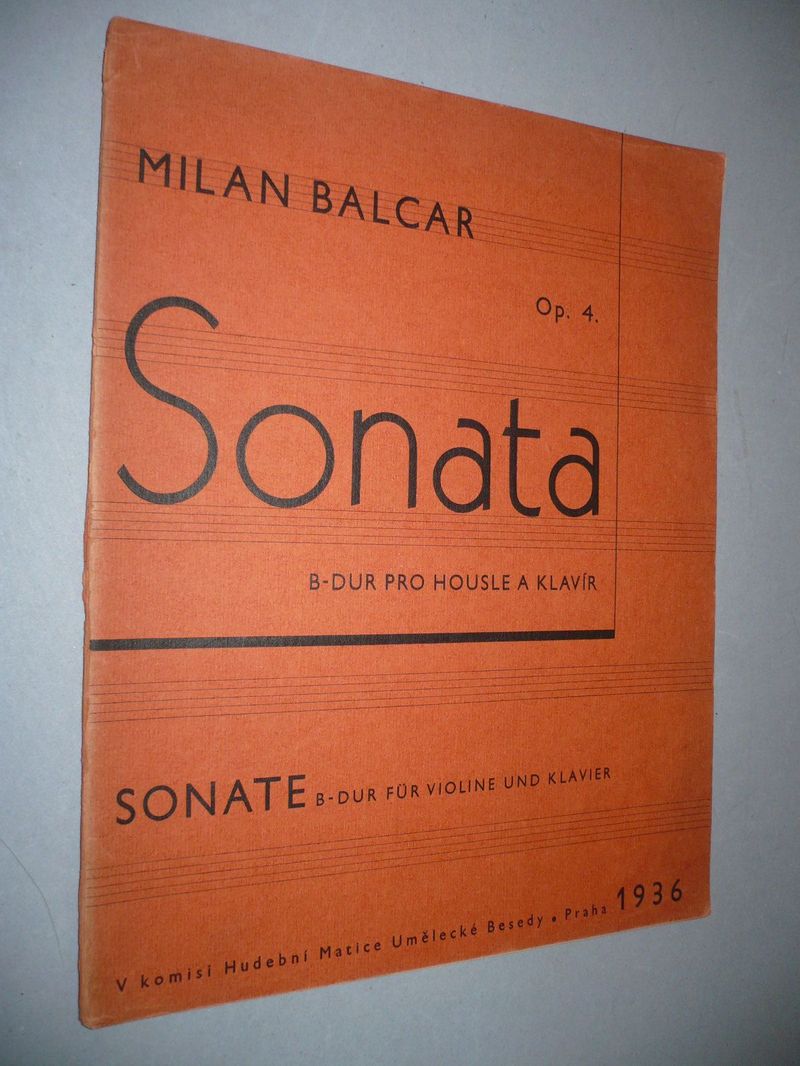 MILAN BALCAR
Op. 4.
Sonata
B-DUR PRO HOUSLE A KLAVÍR
SONATE B-DUR FÜR VIOLINE UND KLAVIER
V komisi Hudební Matice Umělecké Besedy • Praha 1936